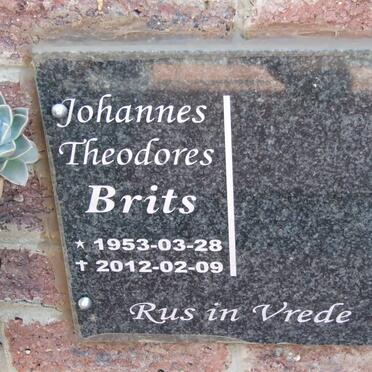 Johannes
Theodores
Brits
★ 1953-03-28
✝ 2012-02-09
Rus in Vrede